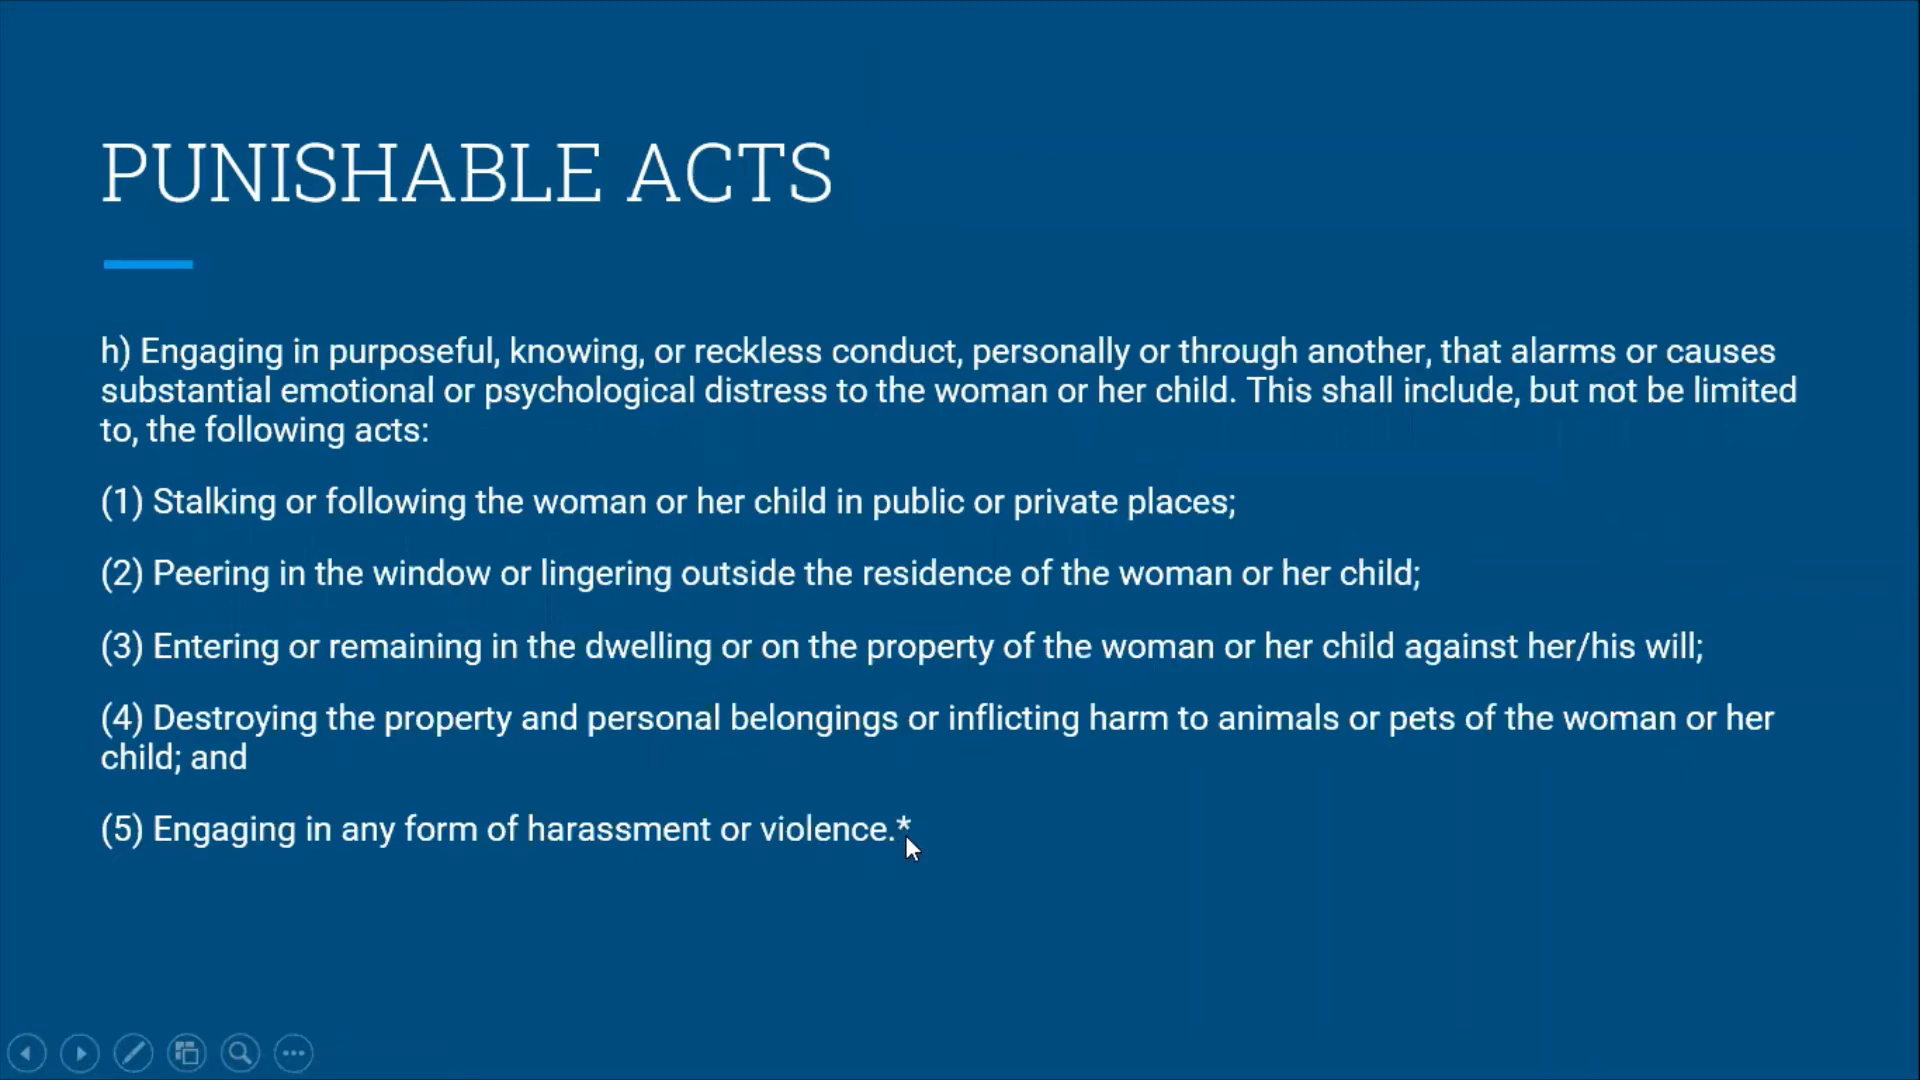 PUNISHABLE ACTS
h) Engaging in purposeful, knowing, or reckless conduct, personally or through another, that alarms or causes
substantial emotional or psychological distress to the woman or her child. This shall include, but not be limited
to, the following acts:
(1) Stalking or following the woman or her child in public or private places;
(2) Peering in the window or lingering outside the residence of the woman or her child;
(3) Entering or remaining in the dwelling or on the property of the woman or her child against her/his will;
(4) Destroying the property and personal belongings or inflicting harm to animals or pets of the woman or her
child; and
(5) Engaging in any form of harassment or violence.*